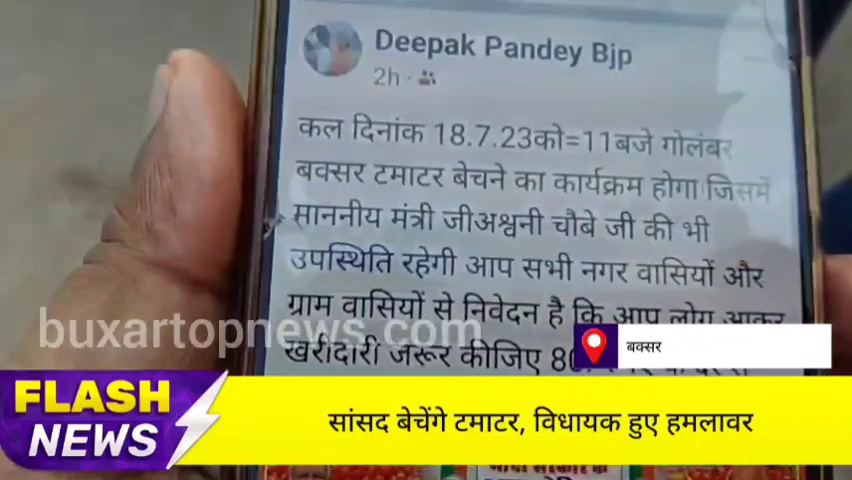 Deepak Pandey Bjp
2h
कल दिनांक 18.7.23को=11बजे गोलंबर
बक्सर टमाटर बेचने का कार्यक्रम होगा जिसमें
माननीय मंत्री जीअश्वनी चौबे जी की भी
उपस्थिति रहेगी आप सभी नगर वासियों और
ग्राम वासियों से निवेदन है कि आप लोग आकर
खरीदारी जरूर कीजिए
buxartopnews.com
बक्सर
FLASH
NEWS
सांसद बेचेंगे टमाटर, विधायक हुए हमलावर